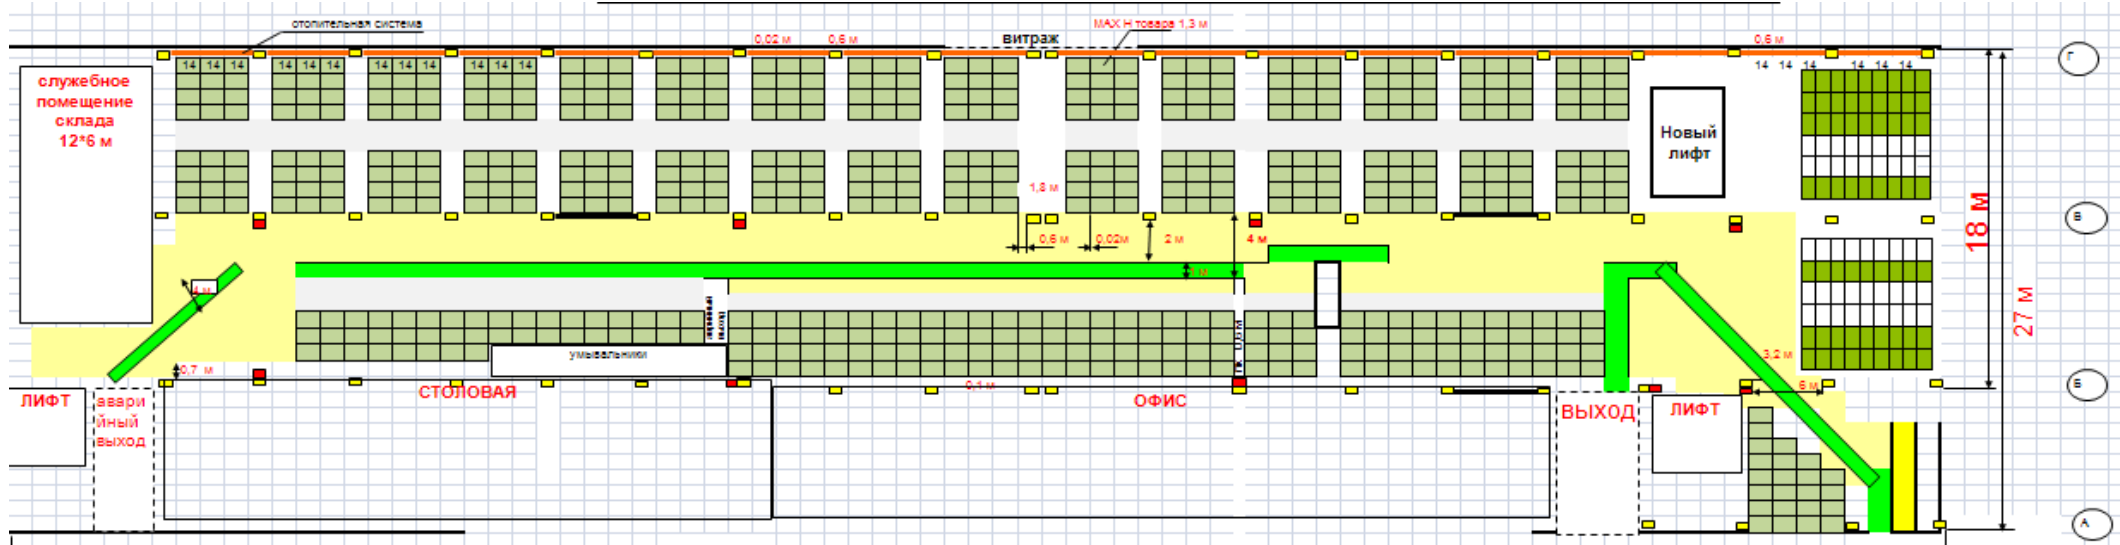 отопительная система
MAX H товара 1,3 м
витраж
0,02 м 0,6 м
0,6 м
Г
служебное
помещение
склада
12*6 м
14 14 14 14 14 14 14 14 14 14 14 14
14 14 14 14 14 14
Новый
лифт
1,8 м
В
18 м
0,6 м 0,02м 2 м 4 м
4 м
1 м
27 м
умывальники
0,7 м
3,2 м
СТОЛОВАЯ
0,1 м
ОФИС
6 м
Б
ЛИФТ
авари
йный
выход
ВЫХОД
ЛИФТ
А